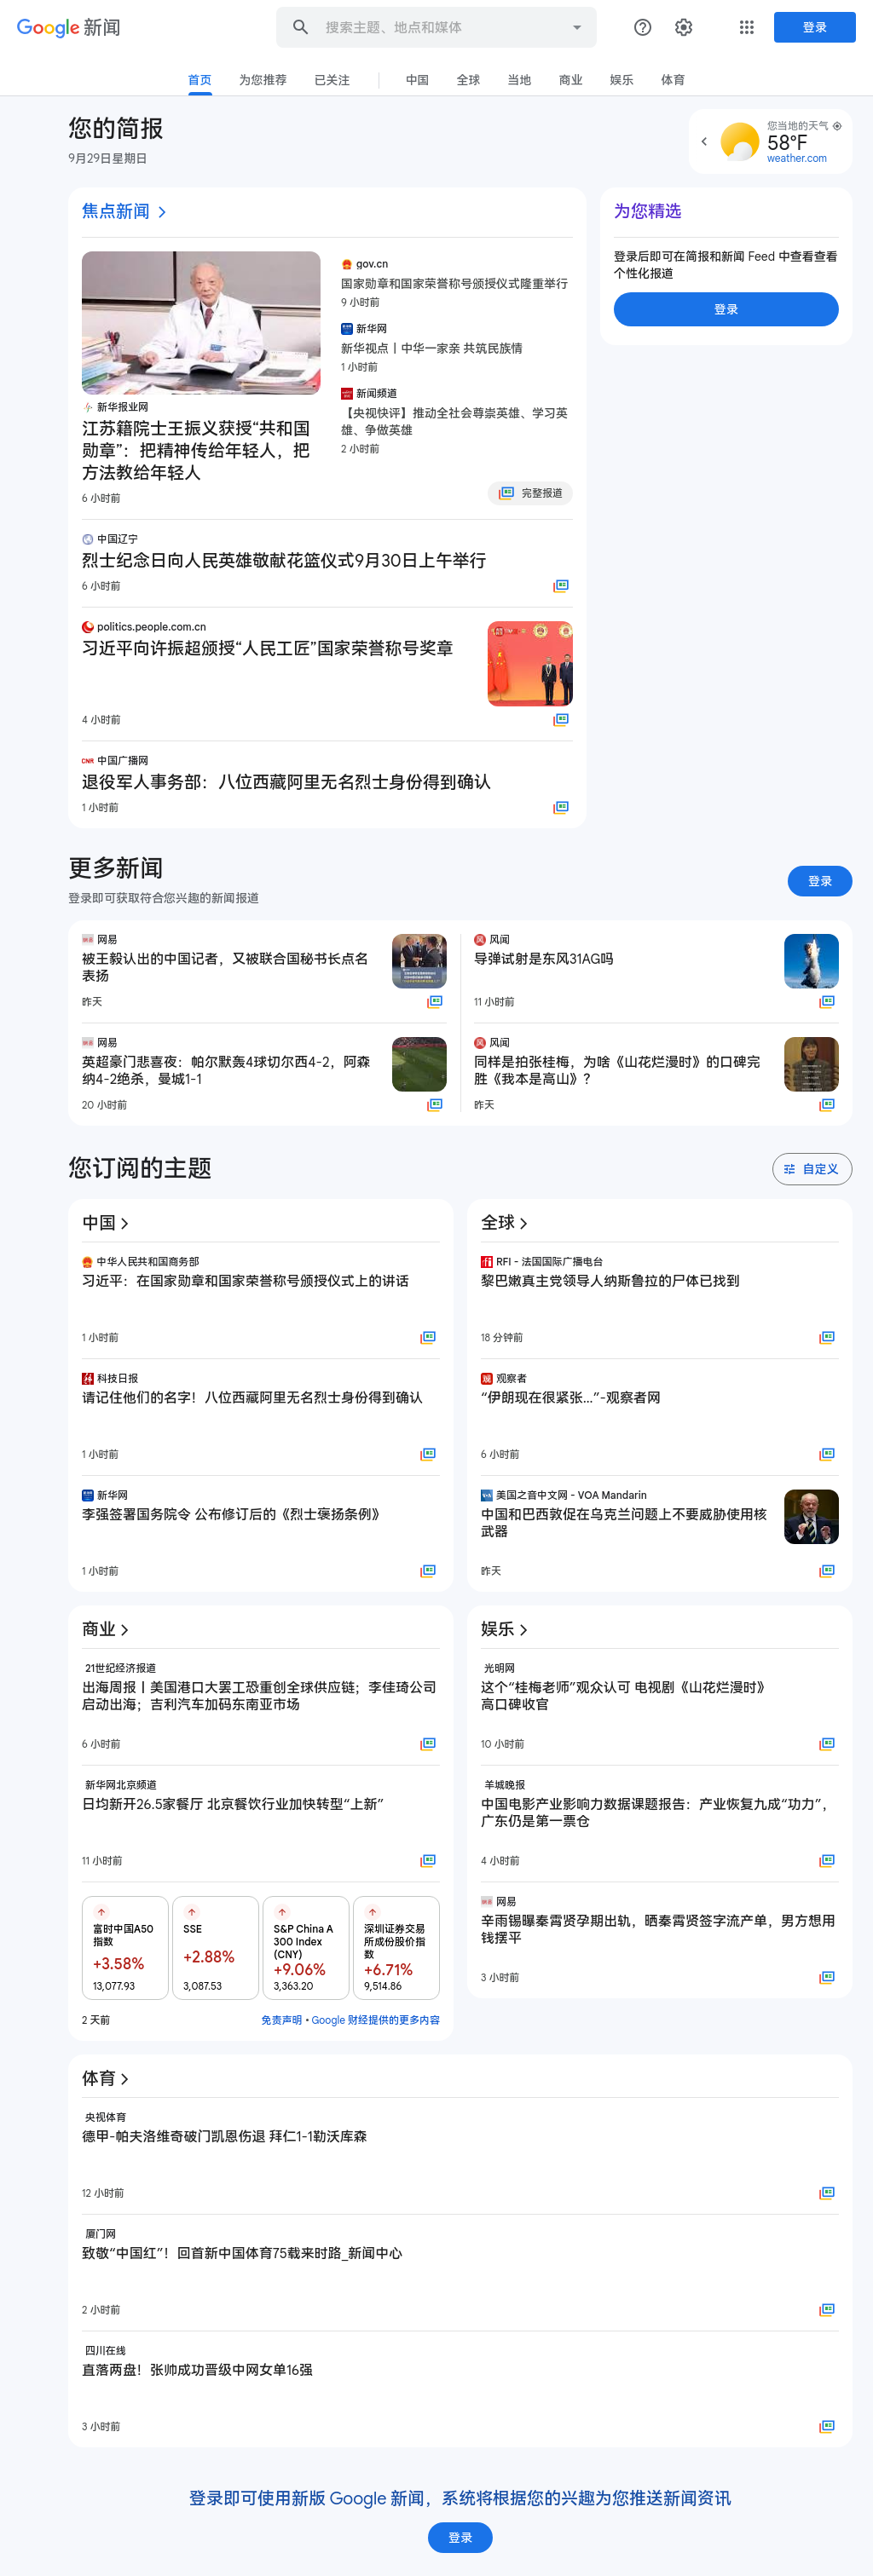 Google 新闻
搜索主题、地点和媒体
登录
首页
为您推荐
已关注
中国
全球
当地
商业
娱乐
体育
您的简报
9月29日星期日
您当地的天气
58°F
weather.com
焦点新闻
新华报业网
江苏籍院士王振义获授“共和国
勋章”：把精神传给年轻人，把
方法教给年轻人
6 小时前
gov.cn
国家勋章和国家荣誉称号颁授仪式隆重举行
9 小时前
新华网
新华视点丨中华一家亲 共筑民族情
1 小时前
新闻频道
【央视快评】推动全社会尊崇英雄、学习英
雄、争做英雄
2 小时前
完整报道
中国辽宁
烈士纪念日向人民英雄敬献花篮仪式9月30日上午举行
6 小时前
politics.people.com.cn
习近平向许振超颁授“人民工匠”国家荣誉称号奖章
4 小时前
中国广播网
退役军人事务部：八位西藏阿里无名烈士身份得到确认
1 小时前
为您精选
登录后即可在简报和新闻 Feed 中查看查看
个性化报道
登录
更多新闻
登录即可获取符合您兴趣的新闻报道
登录
网易
被王毅认出的中国记者，又被联合国秘书长点名
表扬
昨天
风闻
导弹试射是东风31AG吗
11 小时前
网易
英超豪门悲喜夜：帕尔默轰4球切尔西4-2，阿森
纳4-2绝杀，曼城1-1
20 小时前
风闻
同样是拍张桂梅，为啥《山花烂漫时》的口碑完
胜《我本是高山》？
昨天
您订阅的主题
自定义
中国
中华人民共和国商务部
习近平：在国家勋章和国家荣誉称号颁授仪式上的讲话
1 小时前
科技日报
请记住他们的名字！八位西藏阿里无名烈士身份得到确认
1 小时前
新华网
李强签署国务院令 公布修订后的《烈士褒扬条例》
1 小时前
全球
RFI - 法国国际广播电台
黎巴嫩真主党领导人纳斯鲁拉的尸体已找到
18 分钟前
观察者
“伊朗现在很紧张...”-观察者网
6 小时前
美国之音中文网 - VOA Mandarin
中国和巴西敦促在乌克兰问题上不要威胁使用核
武器
昨天
商业
21世纪经济报道
出海周报丨美国港口大罢工恐重创全球供应链；李佳琦公司
启动出海；吉利汽车加码东南亚市场
6 小时前
新华网北京频道
日均新开26.5家餐厅 北京餐饮行业加快转型“上新”
11 小时前
富时中国A50
指数
+3.58%
13,077.93
SSE
+2.88%
3,087.53
S&P China A
300 Index
(CNY)
+9.06%
3,363.20
深圳证券交易
所成份股价指
数
+6.71%
9,514.86
2 天前
免责声明 • Google 财经提供的更多内容
娱乐
光明网
这个“桂梅老师”观众认可 电视剧《山花烂漫时》
高口碑收官
10 小时前
羊城晚报
中国电影产业影响力数据课题报告：产业恢复九成“功力”，
广东仍是第一票仓
4 小时前
网易
辛雨锡曝秦霄贤孕期出轨，晒秦霄贤签字流产单，男方想用
钱摆平
3 小时前
体育
央视体育
德甲-帕夫洛维奇破门凯恩伤退 拜仁1-1勒沃库森
12 小时前
厦门网
致敬“中国红”！回首新中国体育75载来时路_新闻中心
2 小时前
四川在线
直落两盘！张帅成功晋级中网女单16强
3 小时前
登录即可使用新版 Google 新闻，系统将根据您的兴趣为您推送新闻资讯
登录